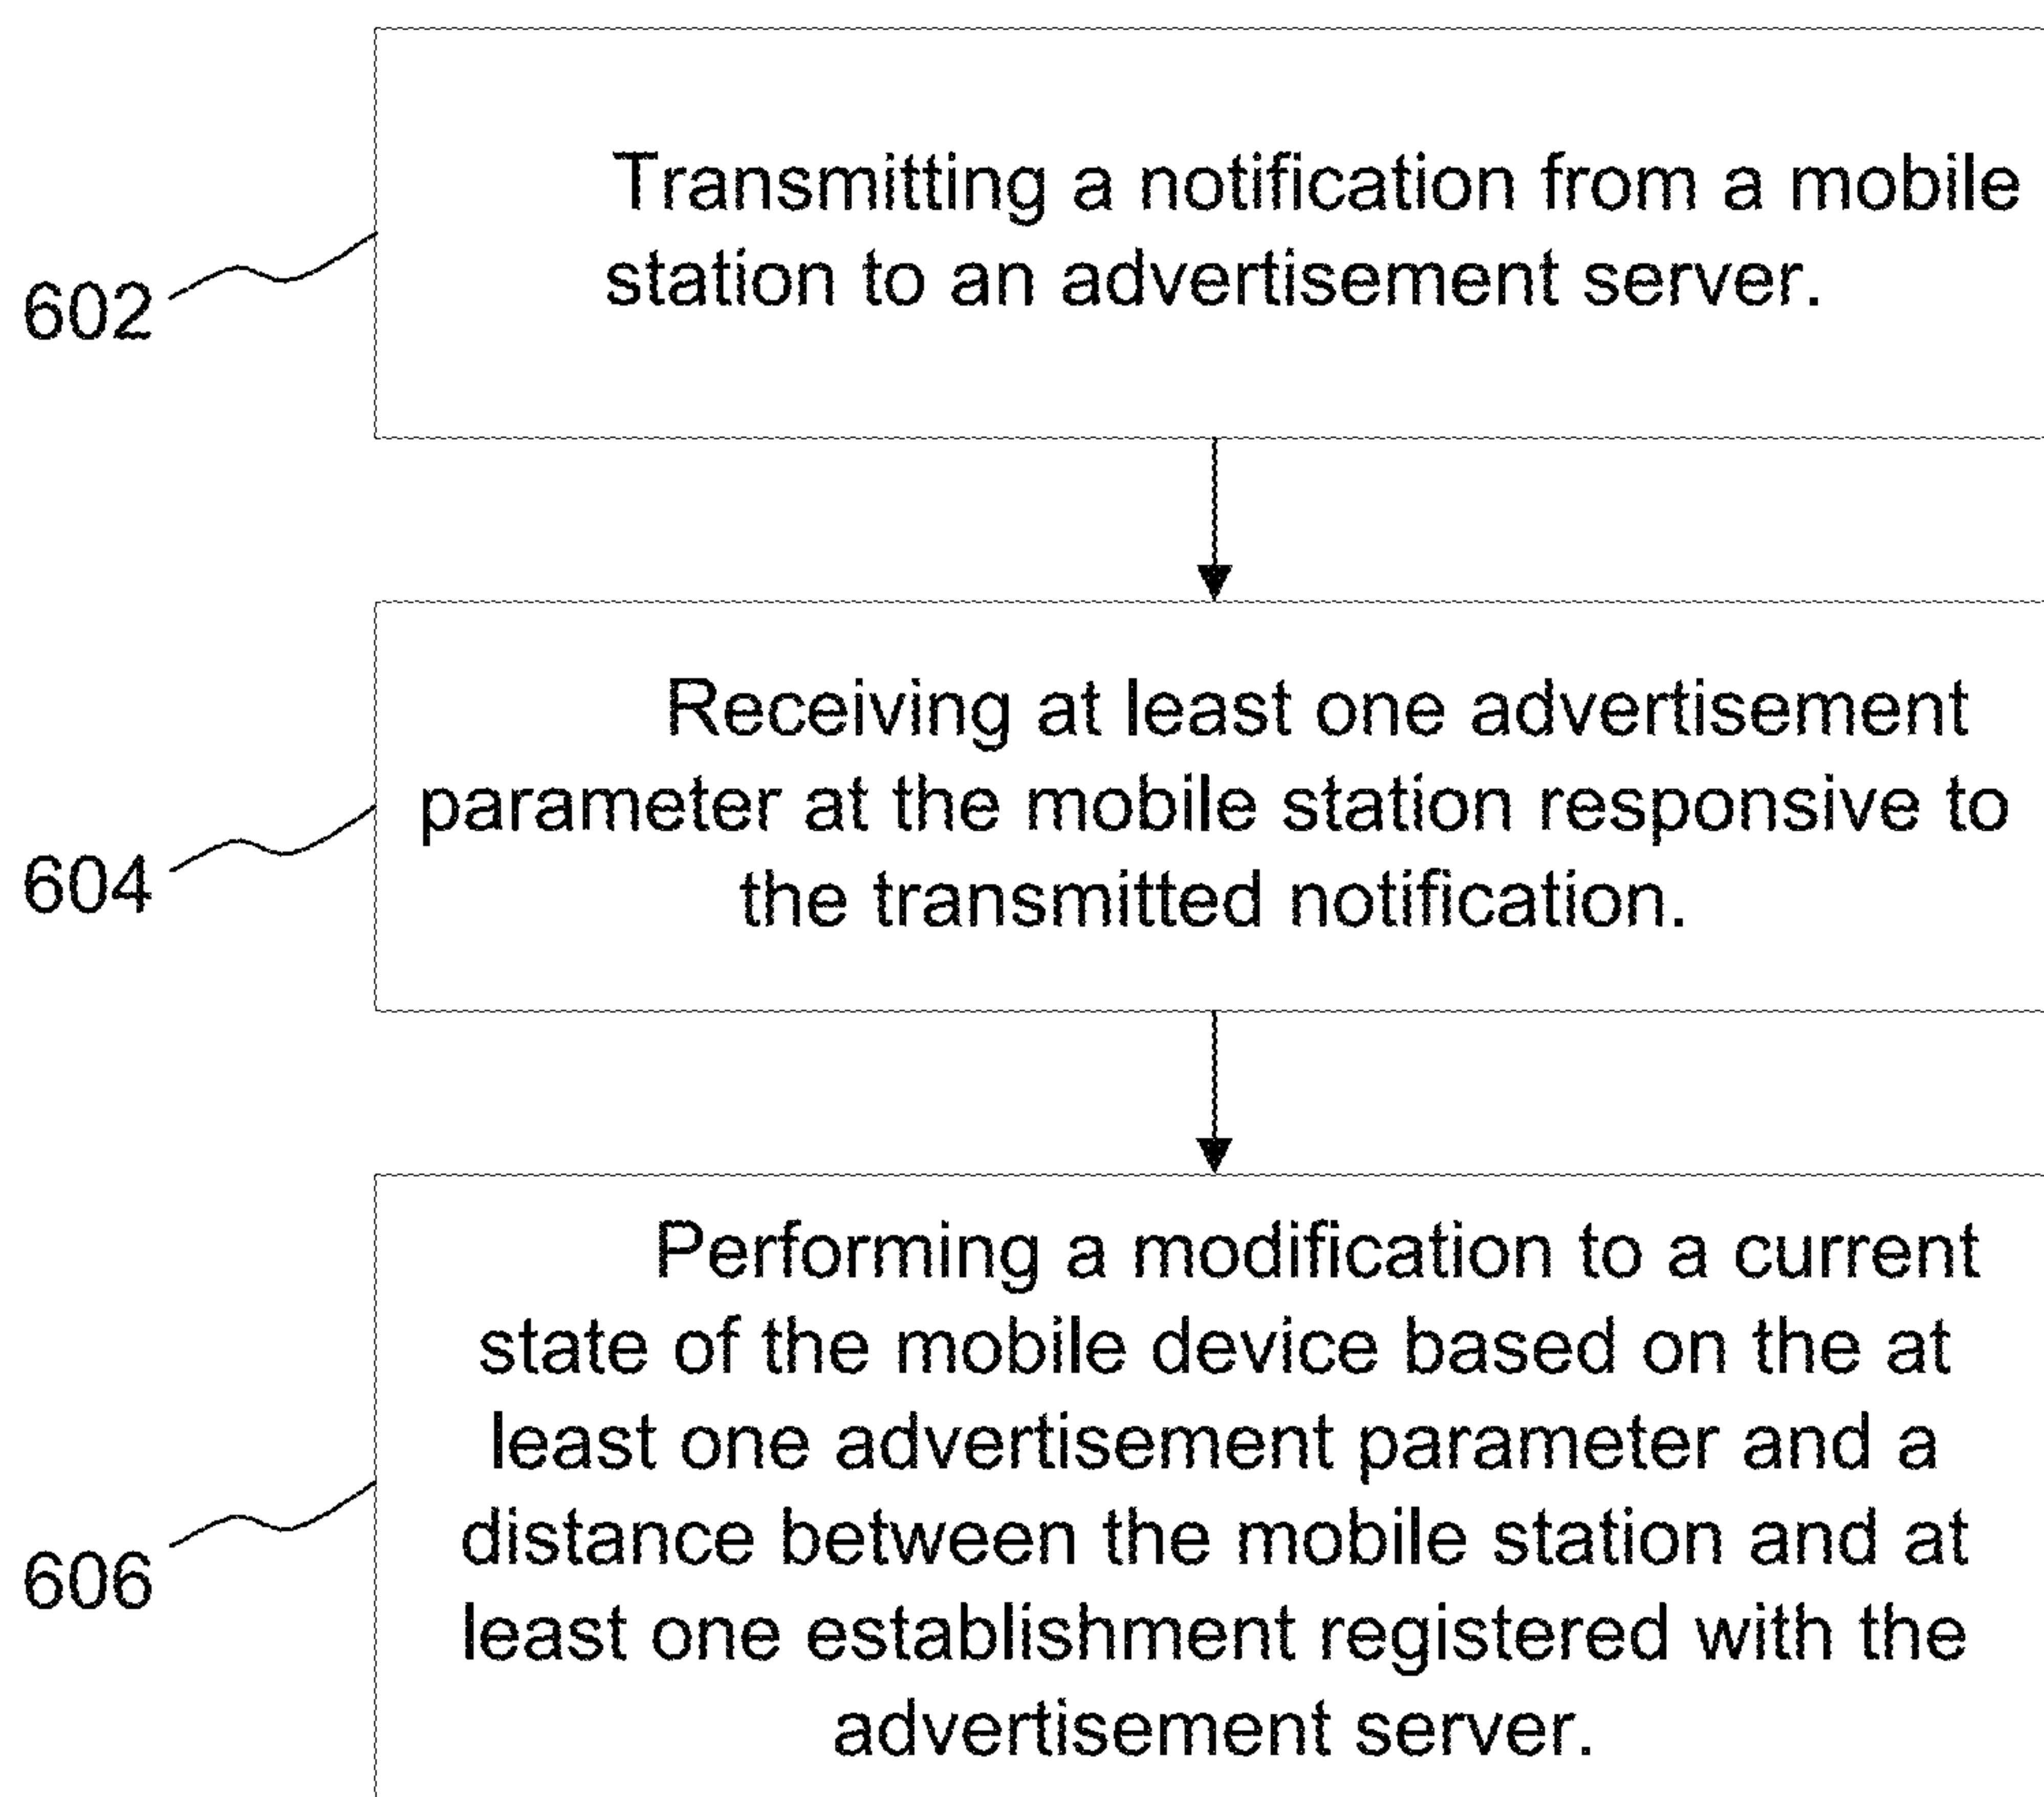 Transmitting a notification from a mobile
station to an advertisement server.
602
Receiving at least one advertisement
parameter at the mobile station responsive to
the transmitted notification.
604
Performing a modification to a current
state of the mobile device based on the at
least one advertisement parameter and a
distance between the mobile station and at
least one establishment registered with the
advertisement server.
606